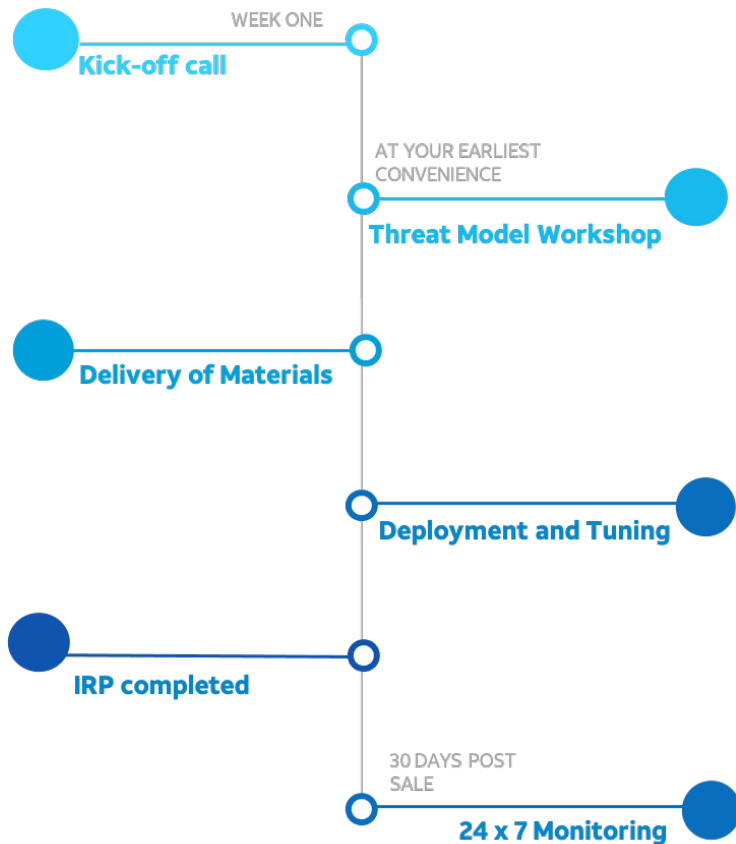 WEEK ONE
Kick-off call
AT YOUR EARLIEST
CONVENIENCE
Threat Model Workshop
Delivery of Materials
Deployment and Tuning
IRP completed
30 DAYS POST
SALE
24 x 7 Monitoring